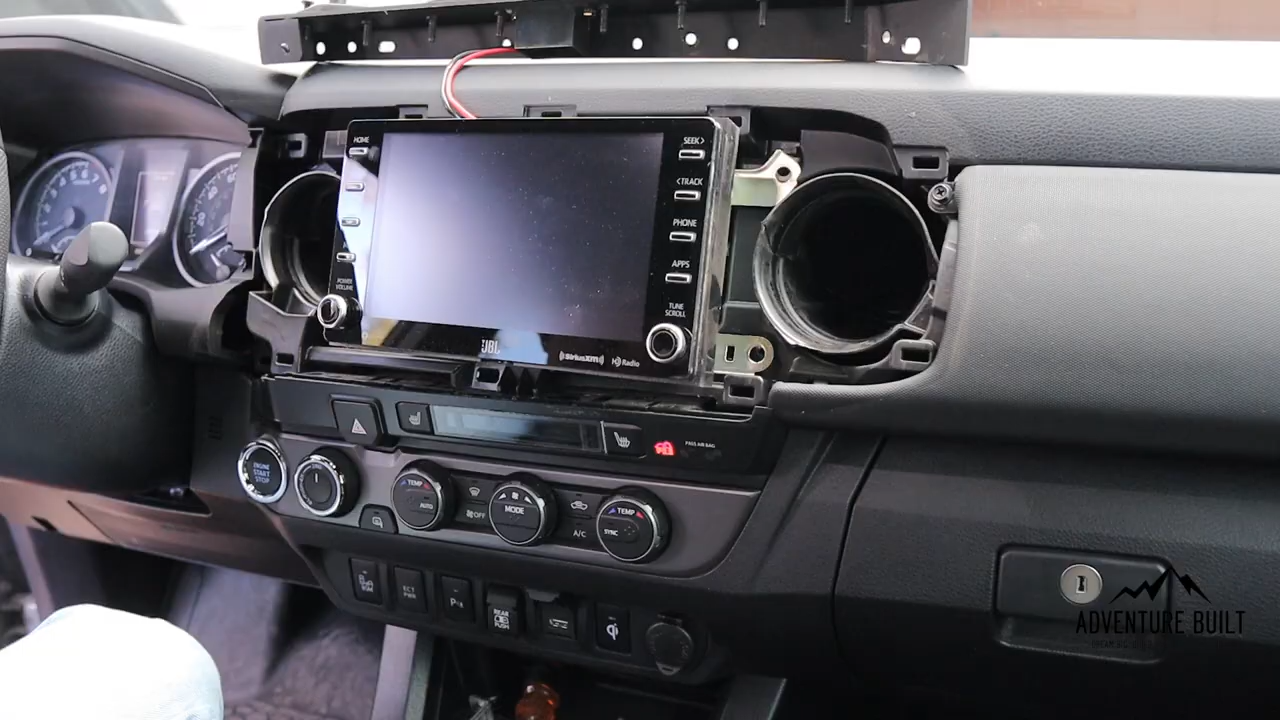 HOME
SEEK>
<TRACK
PHONE
APPS
POWER
VOLUME
TUNE
SCROLL
JBL
SiriusXM
HD Radio
PASS AIR BAG
ENGINE
START
STOP
TEMP
AUTO
OFF
MODE
A/C
TEMP
SYNC
BSM
ECT
PWR
REAR
PUSH
ADVENTURE BUILT